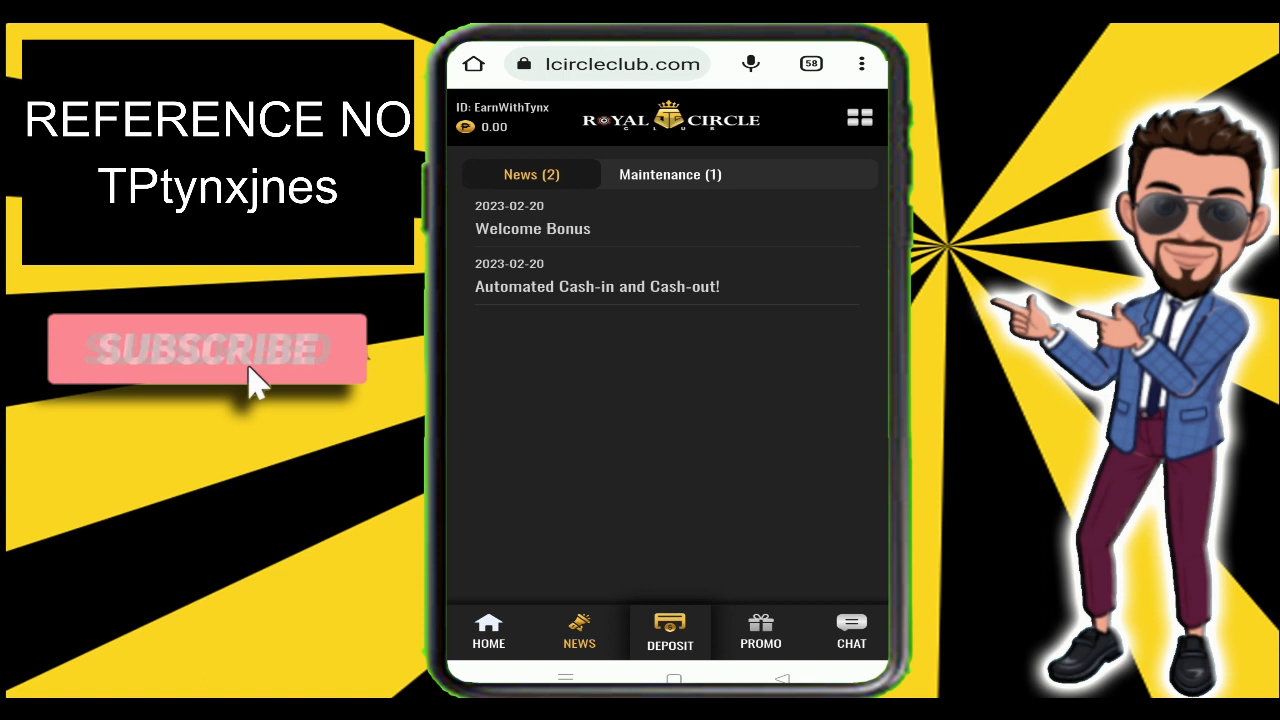 REFERENCE NO
TPtynxjnes
SUBSCRIBE
lcircleclub.com
58
ID: EarnWithTynx
0.00
ROYAL CIRCLE
CLUB
News (2)
Maintenance (1)
2023-02-20
Welcome Bonus
2023-02-20
Automated Cash-in and Cash-out!
HOME
NEWS
DEPOSIT
PROMO
CHAT